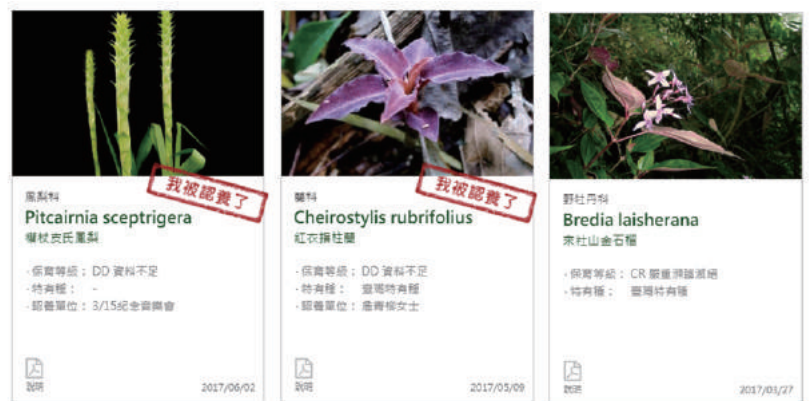 我被認養了
鳳梨科
Pitcairnia sceptrigera
權杖皮氏鳳梨
·保育等級： DD 資料不足
·特有種： -
·認養單位： 3/15紀念音樂會
說明
2017/06/02
我被認養了
蘭科
Cheirostylis rubrifolius
紅衣指柱蘭
·保育等級： DD 資料不足
·特有種： 臺灣特有種
·認養單位： 女士
說明
2017/05/09
野牡丹科
Bredia laisherana
來社山金石榴
·保育等級： CR 嚴重瀕臨滅絕
·特有種： 臺灣特有種
說明
2017/03/27